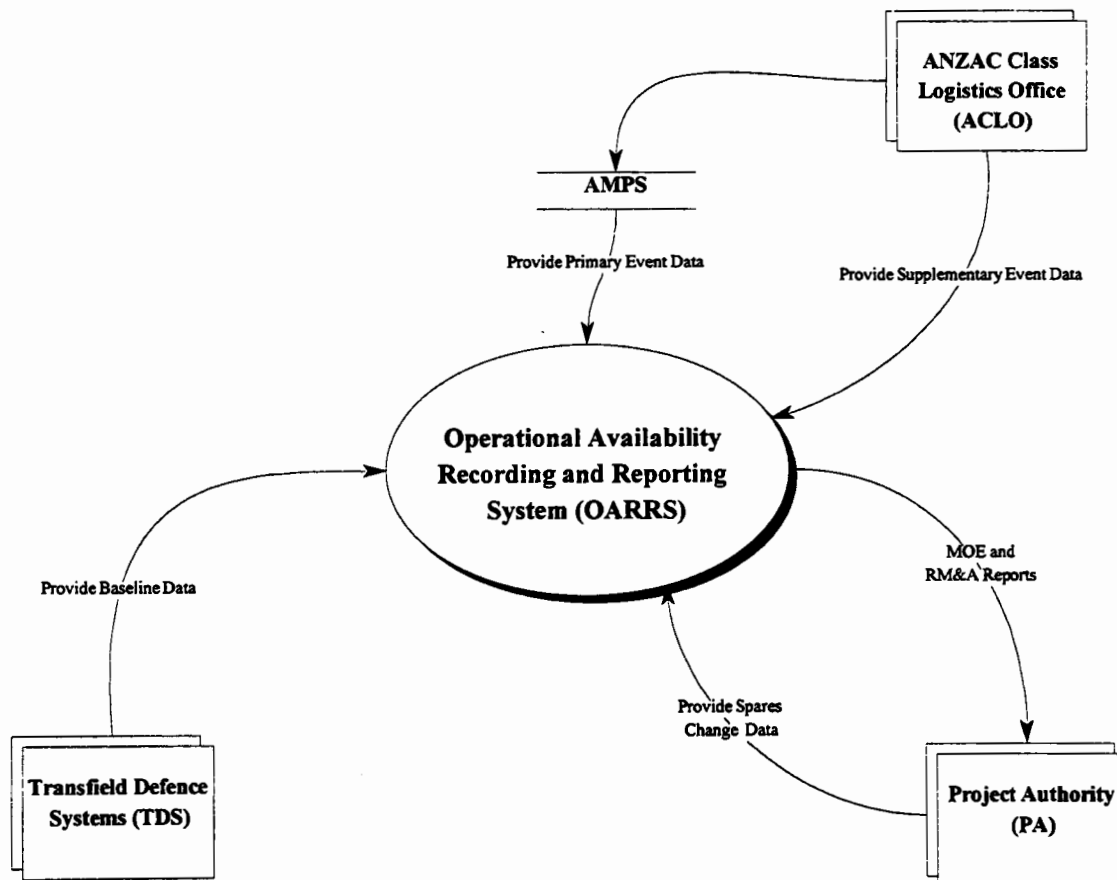 ANZAC Class
Logistics Office
(ACLO)
AMPS
Provide Primary Event Data
Provide Supplementary Event Data
Operational Availability
Recording and Reporting
System (OARRS)
MOE and
RM&A Reports
Provide Baseline Data
Provide Spares
Change Data
Transfield Defence
Systems (TDS)
Project Authority
(PA)